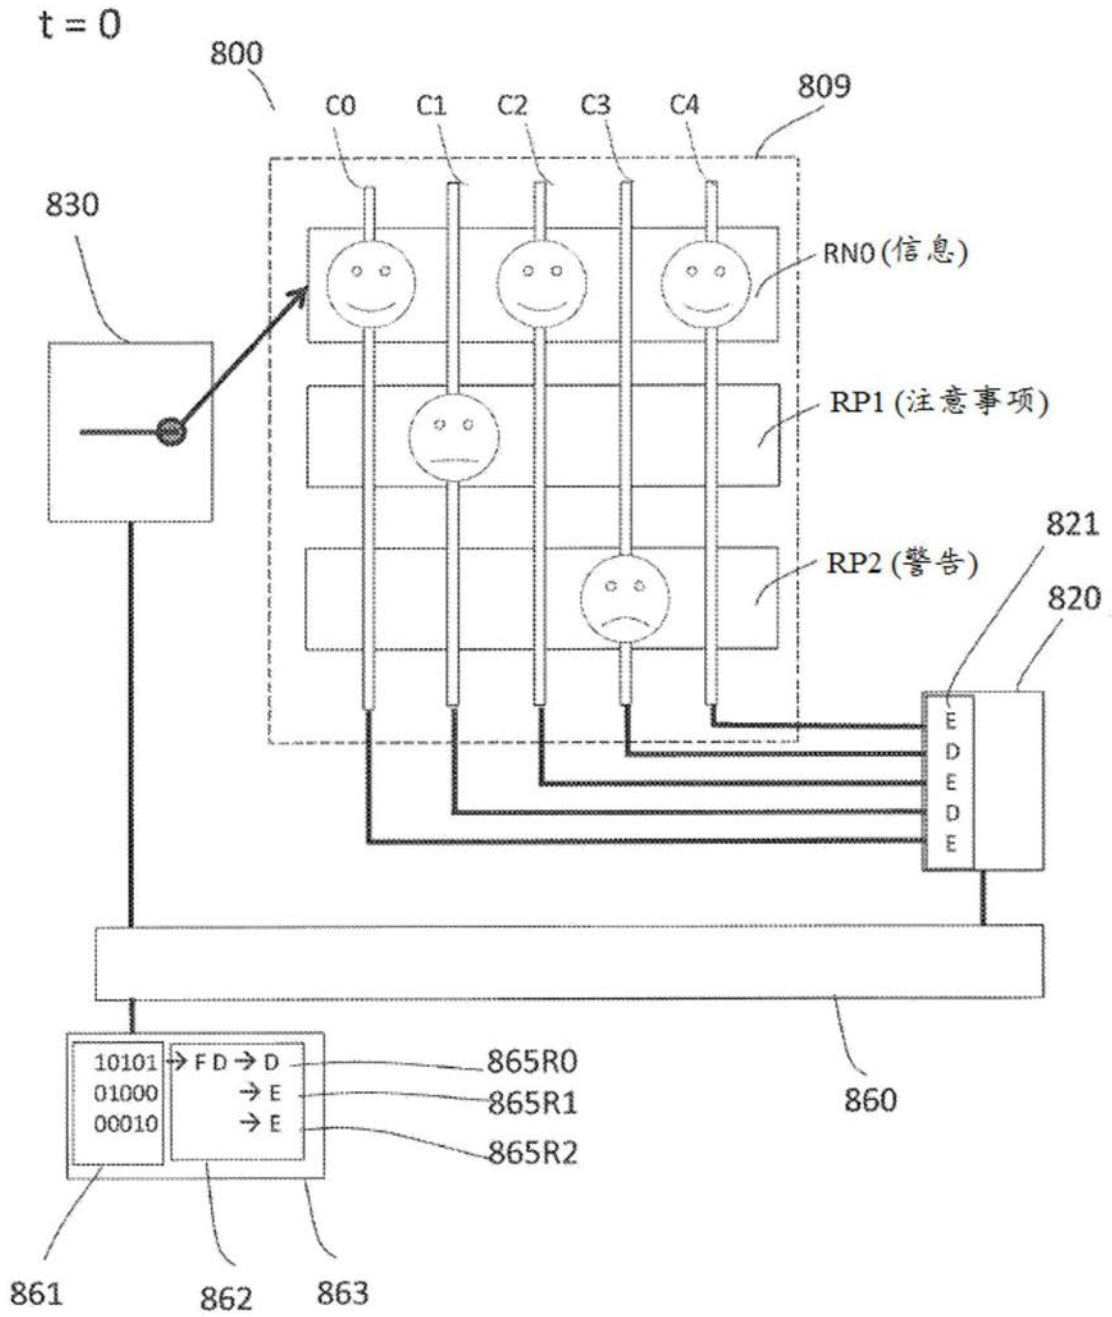 t = 0
800
809
C0 C1 C2 C3 C4
830
RN0 (信息)
RP1 (注意事项)
RP2 (警告)
821
820
E
D
E
D
E
10101 → F D → D
01000 → E
00010 → E
865R0
865R1
865R2
860
861
862
863